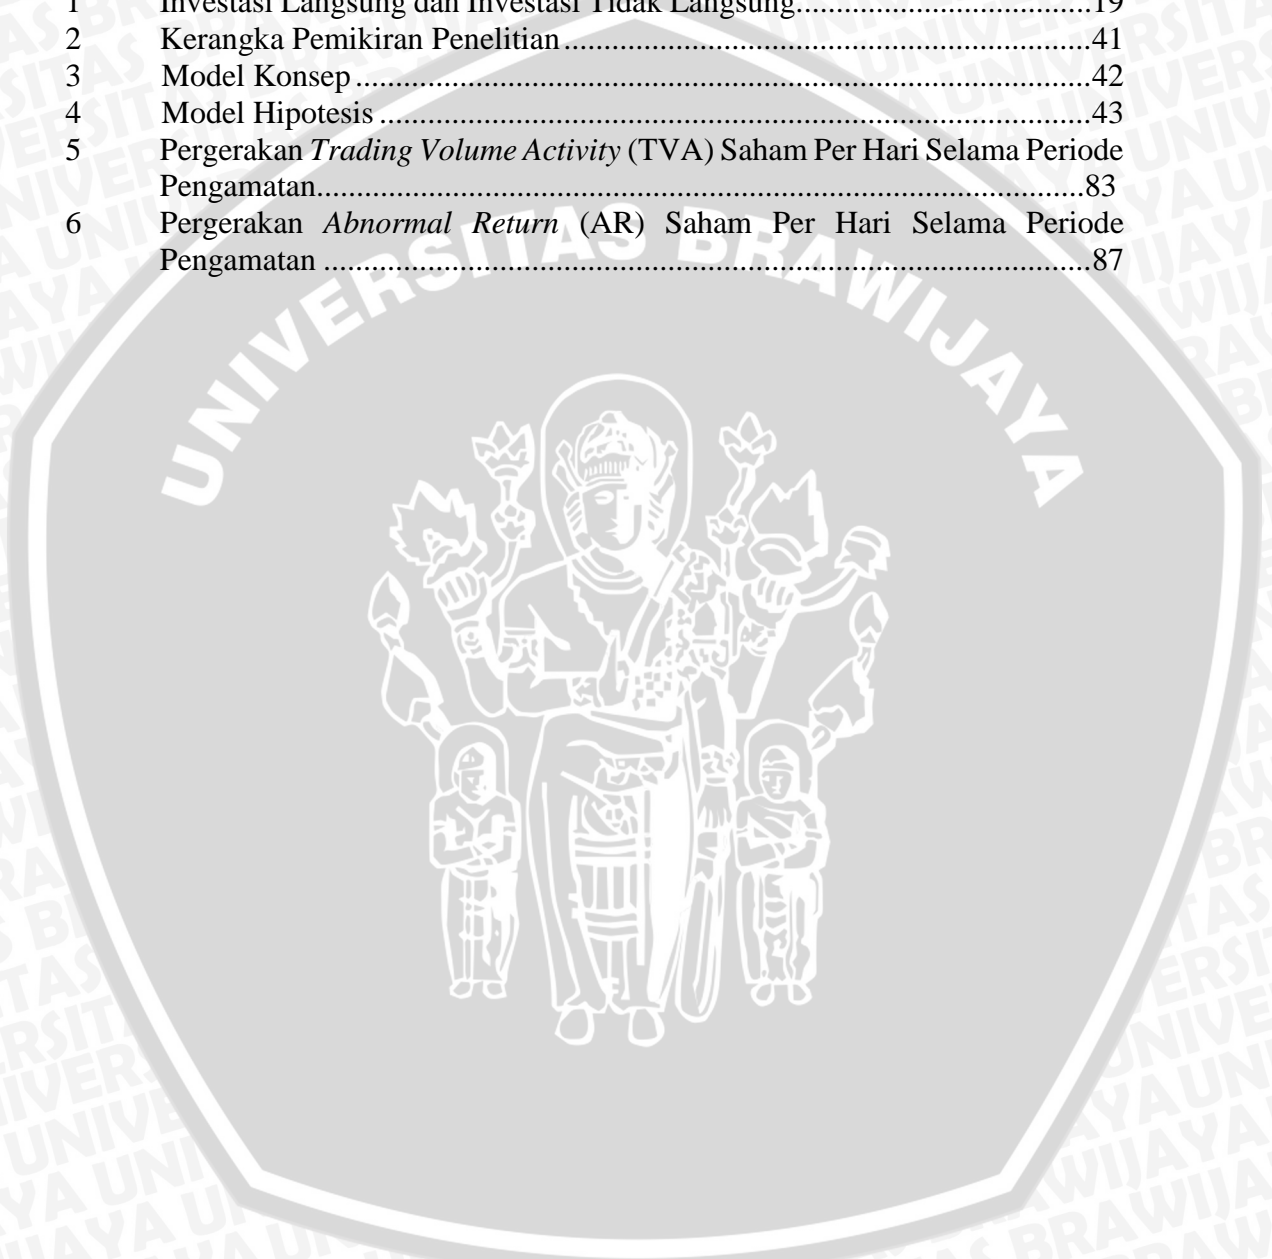 1 Investasi Langsung dan Investasi Tidak Langsung....................................19
2 Kerangka Pemikiran Penelitian.................................................................41
3 Model Konsep...........................................................................................42
4 Model Hipotesis........................................................................................43
5 Pergerakan Trading Volume Activity (TVA) Saham Per Hari Selama Periode
Pengamatan...............................................................................................83
6 Pergerakan Abnormal Return (AR) Saham Per Hari Selama Periode
Pengamatan...............................................................................................87
UNIVERSITAS BRAWIJAYA